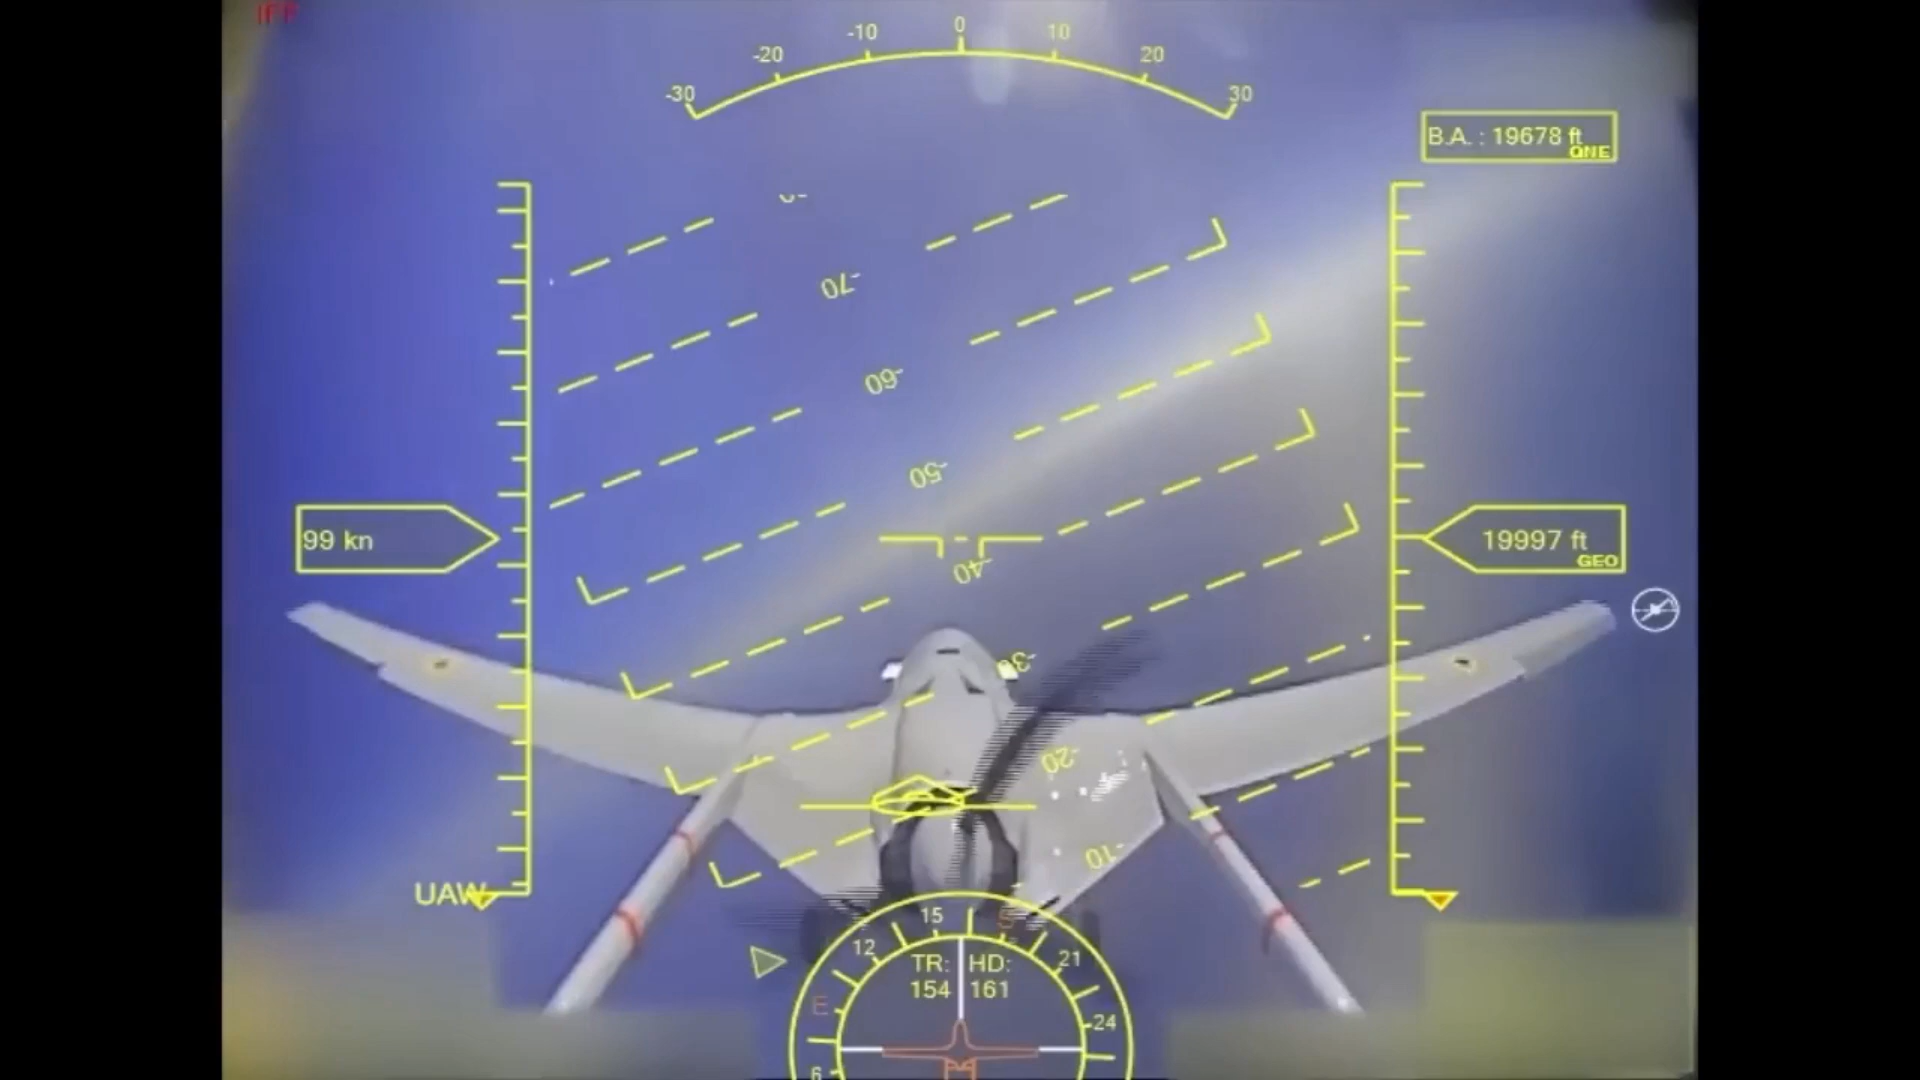 IFF
-30 -20 -10 0 10 20 30
B.A. : 19678 ft
QNE
-70
-60
-50
99 kn
19997 ft
GEO
-40
-30
-20
-10
UAW
12 15 S 21
TR: HD:
154 161
E 24
6